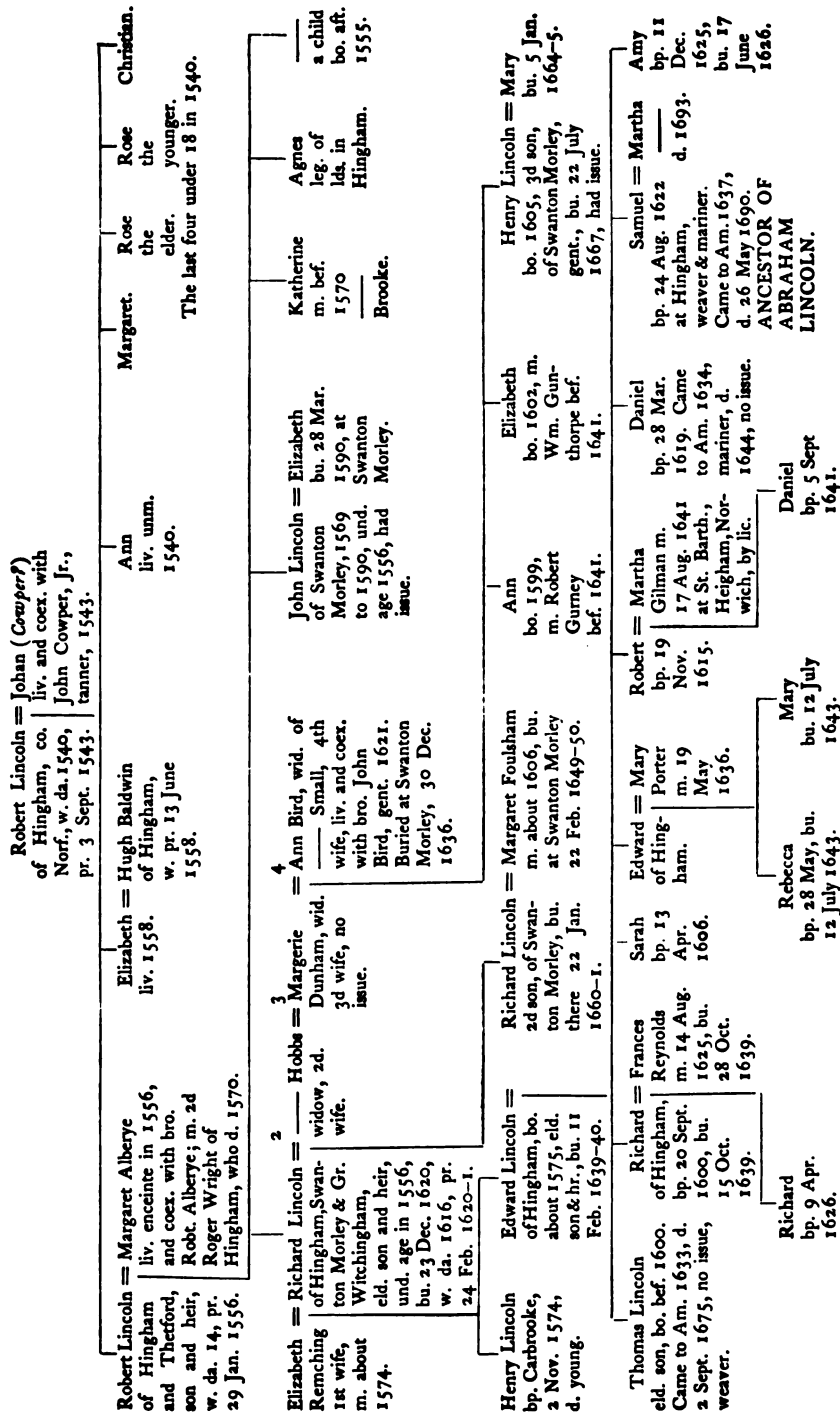 Robert Lincoln = Johan (Cowper?)
of Hingham, co.
Norf., w. da. 1540,
pr. 3 Sept. 1543.
liv. and coex. with
John Cowper, Jr.,
tanner, 1543.
Robert Lincoln = Margaret Alberye
of Hingham
and Thetford,
son and heir,
w. da. 14, pr.
29 Jan. 1556.
liv. enceinte in 1556,
and coex. with bro.
Robt. Alberye; m. 2d
Roger Wright of
Hingham, who d. 1570.
Elizabeth = Hugh Baldwin
liv. 1558.
of Hingham,
w. pr. 13 June
1558.
Ann
liv. unm.
1540.
Margaret.
Rose
the
elder.
Rose
the
younger.
Christian.
The last four under 18 in 1540.
Elizabeth = Richard Lincoln =
Remching
1st wife,
m. about
1574.
of Hingham, Swan-
ton Morley & Gr.
Witchingham,
eld. son and heir,
und. age in 1556,
bu. 23 Dec. 1620,
w. da. 1616, pr.
24 Feb. 1620-1.
2
—— Hobbs =
widow, 2d.
wife.
3
Margerie
Dunham, wid.
3d wife, no
issue.
4
= Ann Bird, wid. of
—— Small, 4th
wife, liv. and coex.
with bro. John
Bird, gent. 1621.
Buried at Swanton
Morley, 30 Dec.
1636.
John Lincoln = Elizabeth
of Swanton
Morley, 1569
to 1590, und.
age 1556, had
issue.
bu. 28 Mar.
1590, at
Swanton
Morley.
Katherine
m. bef.
1570
——
Brooke.
Agnes
leg. of
lds. in
Hingham.
——
a child
bo. aft.
1555.
Henry Lincoln
bp. Carbrooke,
2 Nov. 1574,
d. young.
Edward Lincoln =
of Hingham, bo.
about 1575, eld.
son & hr., bu. 11
Feb. 1639-40.
Richard Lincoln = Margaret Foulsham
2d son, of Swan-
ton Morley, bu.
there 22 Jan.
1660-1.
m. about 1606, bu.
at Swanton Morley
22 Feb. 1649-50.
Ann
bo. 1599,
m. Robert
Gurney
bef. 1641.
Elizabeth
bo. 1602, m.
Wm. Gun-
thorpe bef.
1641.
Henry Lincoln = Mary
bo. 1605, 3d son,
of Swanton Morley,
gent., bu. 22 July
1667, had issue.
bu. 5 Jan.
1664-5.
Thomas Lincoln
eld. son, bo. bef. 1600.
Came to Am. 1633, d.
2 Sept. 1675, no issue,
weaver.
Richard = Frances
of Hingham,
bp. 20 Sept.
1600, bu.
15 Oct.
1639.
Reynolds
m. 14 Aug.
1625, bu.
28 Oct.
1639.
Sarah
bp. 13
Apr.
1606.
Edward = Mary
of Hing-
ham.
Porter
m. 19
May
1636.
Robert = Martha
bp. 19
Nov.
1615.
Gilman m.
17 Aug. 1641
at St. Barth.,
Heigham, Nor-
wich, by lic.
Daniel
bp. 28 Mar.
1619. Came
to Am. 1634,
mariner, d.
1644, no issue.
Samuel = Martha
bp. 24 Aug. 1622
at Hingham,
weaver & mariner.
Came to Am. 1637,
d. 26 May 1690.
ANCESTOR OF
ABRAHAM
LINCOLN.
——
d. 1693.
Amy
bp. 11
Dec.
1625,
bu. 17
June
1626.
Richard
bp. 9 Apr.
1626.
Rebecca
bp. 28 May, bu.
12 July 1643.
Mary
bu. 12 July
1643.
Daniel
bp. 5 Sept
1641.